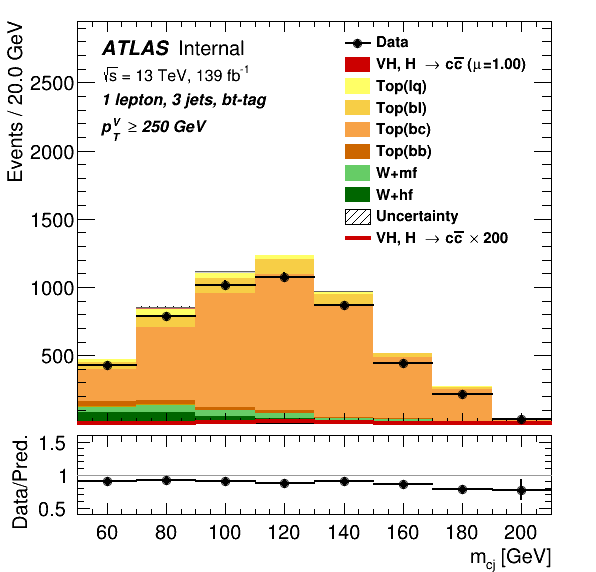 ATLAS Internal
√s = 13 TeV, 139 fb⁻¹
1 lepton, 3 jets, bt-tag
p_T^V ≥ 250 GeV
Data
VH, H → cc̅ (μ=1.00)
Top(lq)
Top(bl)
Top(bc)
Top(bb)
W+mf
W+hf
Uncertainty
VH, H → cc̅ × 200
Events / 20.0 GeV
2500
2000
1500
1000
500
Data/Pred.
1.5
1
0.5
60 80 100 120 140 160 180 200
m_cj [GeV]